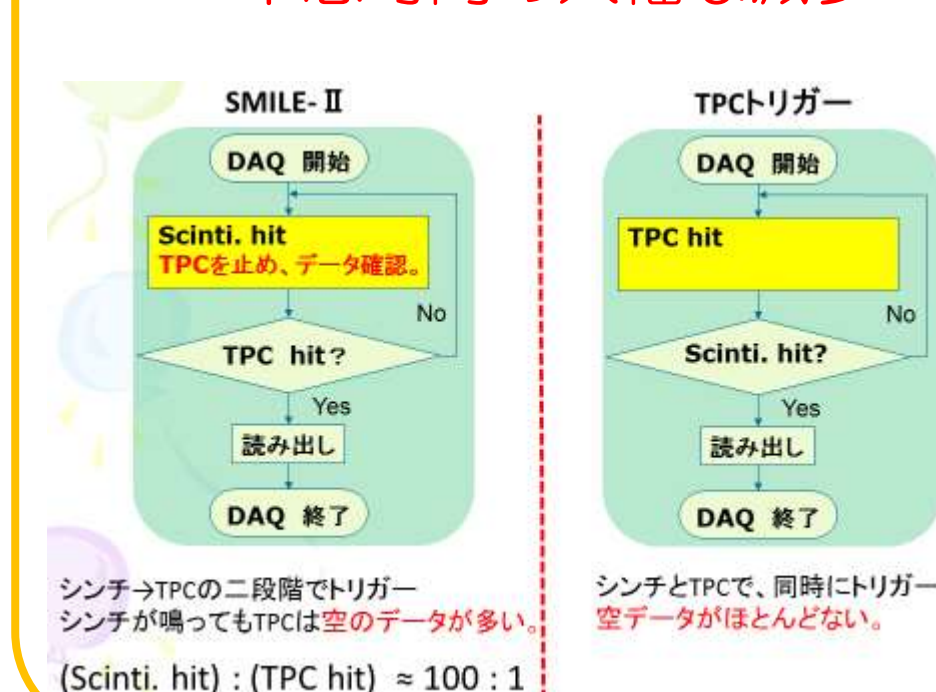 SMILE-Ⅱ
DAQ 開始
Scinti. hit
TPCを止め、データ確認。
No
TPC hit?
Yes
読み出し
DAQ 終了
シンチ→TPCの二段階でトリガー
シンチが鳴ってもTPCは空のデータが多い。
(Scinti. hit) : (TPC hit) ≈ 100 : 1
TPCトリガー
DAQ 開始
TPC hit
No
Scinti. hit?
Yes
読み出し
DAQ 終了
シンチとTPCで、同時にトリガー
空データがほとんどない。